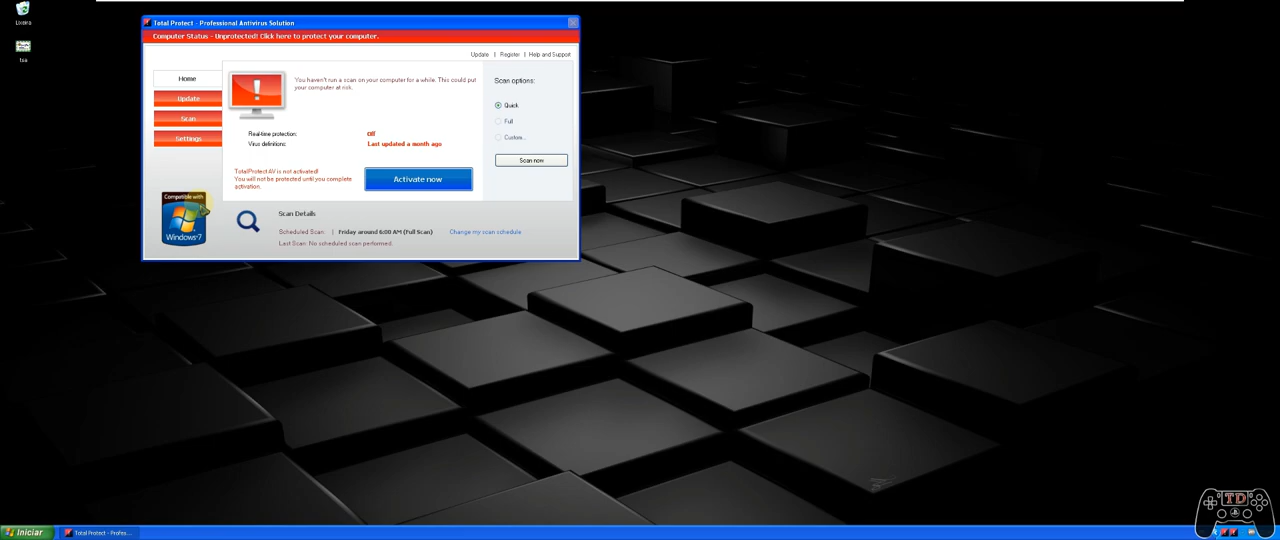 Lixeira
tsa
Total Protect - Professional Antivirus Solution
Computer Status - Unprotected! Click here to protect your computer.
Update | Register | Help and Support
Home
Update
Scan
Settings
You haven't run a scan on your computer for a while. This could put
your computer at risk.
Real-time protection: Off
Virus definitions: Last updated a month ago
TotalProtect AV is not activated!
You will not be protected until you complete
activation.
Activate now
Scan options:
Quick
Full
Custom...
Scan now
Compatible with
Windows 7
Scan Details
Scheduled Scan: | Friday around 6:00 AM (Full Scan) Change my scan schedule
Last Scan: No scheduled scan performed.
TD
Iniciar
Total Protect - Profes...